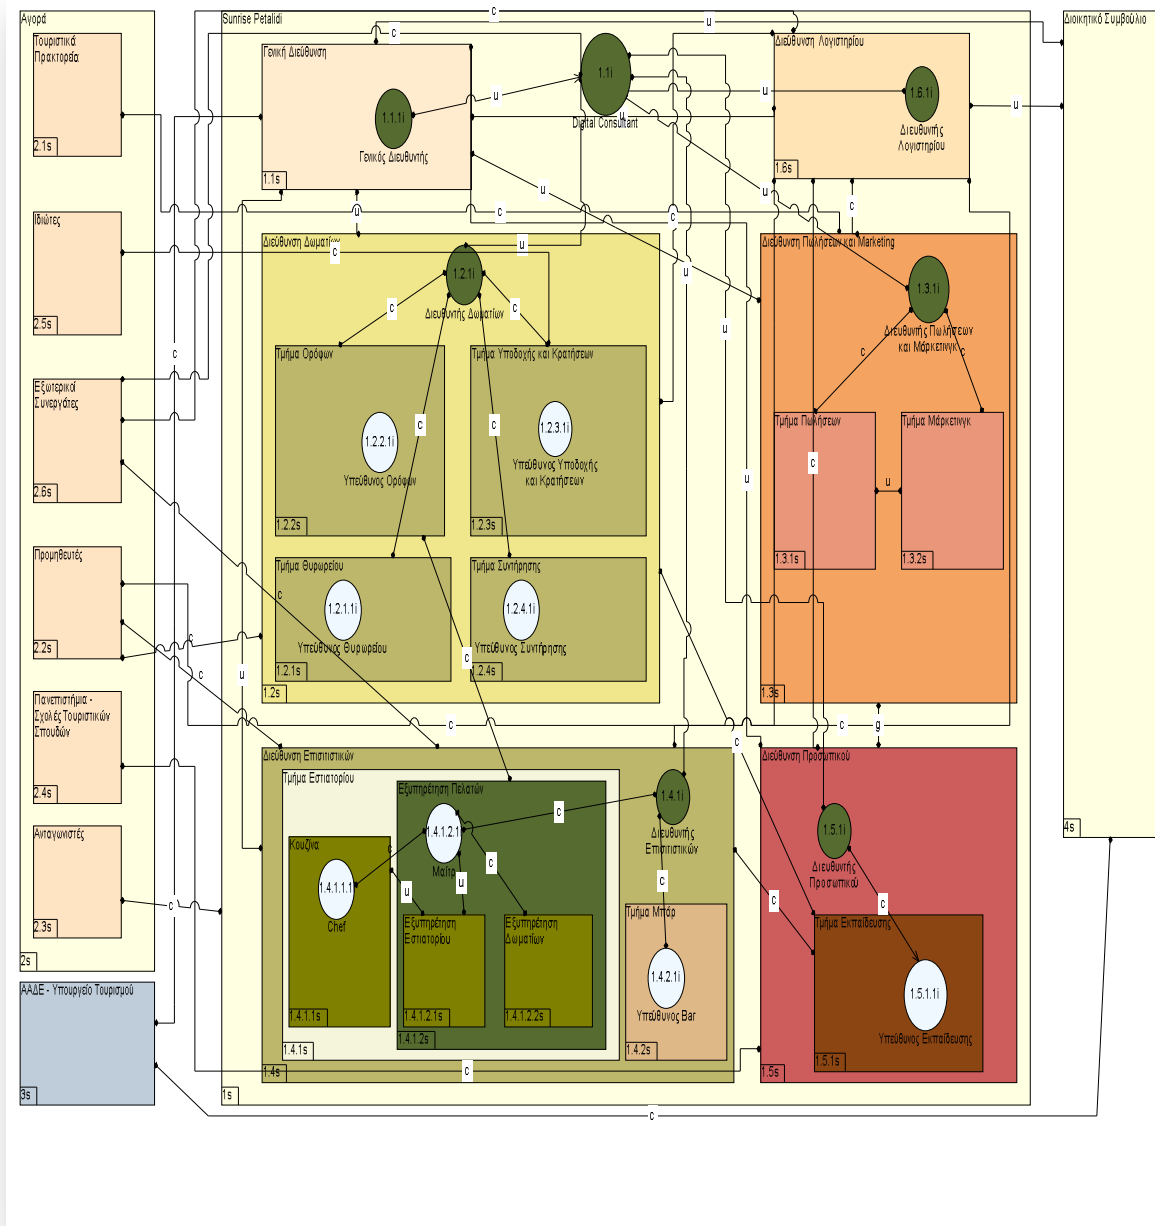 Αγορά
Τουριστικά
Πρακτορεία
2.1s
Ιδιώτες
2.5s
Εξωτερικοί
Συνεργάτες
2.6s
Προμηθευτές
2.2s
Πανεπιστήμια -
Σχολές Τουριστικών
Σπουδών
2.4s
Ανταγωνιστές
2.3s
2s
ΑΑΔΕ - Υπουργείο Τουρισμού
3s
Sunrise Petalidi
Γενική Διεύθυνση
1.1.1i
Γενικός Διευθυντής
1.1s
1.1i
Digital Consultant
Διεύθυνση Λογιστηρίου
1.6.1i
Διευθυντής
Λογιστηρίου
1.6s
Διεύθυνση Δωματίων
1.2.1i
Διευθυντής Δωματίων
Τμήμα Ορόφων
1.2.2.1i
Υπεύθυνος Ορόφων
1.2.2s
Τμήμα Υποδοχής και Κρατήσεων
1.2.3.1i
Υπεύθυνος Υποδοχής
και Κρατήσεων
1.2.3s
Τμήμα Θυρωρείου
1.2.1.1i
Υπεύθυνος Θυρωρείου
1.2.1s
Τμήμα Συντήρησης
1.2.4.1i
Υπεύθυνος Συντήρησης
1.2.4s
1.2s
Διεύθυνση Πωλήσεων και Marketing
1.3.1i
Διευθυντής Πωλήσεων
και Μάρκετινγκ
Τμήμα Πωλήσεων
1.3.1s
Τμήμα Μάρκετινγκ
1.3.2s
1.3s
Διεύθυνση Επισιτιστικών
Τμήμα Εστιατορίου
Κουζίνα
1.4.1.1.1
Chef
1.4.1.1s
Εξυπηρέτηση Πελατών
1.4.1.2.1
Μαίτρ
Εξυπηρέτηση
Εστιατορίου
1.4.1.2.1s
Εξυπηρέτηση
Δωματίων
1.4.1.2.2s
1.4.1.2s
1.4.1s
1.4.1i
Διευθυντής
Επισιτιστικών
Τμήμα Μπάρ
1.4.2.1i
Υπεύθυνος Bar
1.4.2s
1.4s
Διεύθυνση Προσωπικού
1.5.1i
Διευθυντής
Προσωπικού
Τμήμα Εκπαίδευσης
1.5.1.1i
Υπεύθυνος Εκπαίδευσης
1.5.1s
1.5s
1s
Διοικητικό Συμβούλιο
4s
c
u
c
u
u
u
u
u
u
c
u
c
c
u
c
u
c
c
u
c
c
c
c
c
c
u
u
c
c
c
c
u
c
c
g
c
c
c
u
u
c
c
c
c
c
c
c